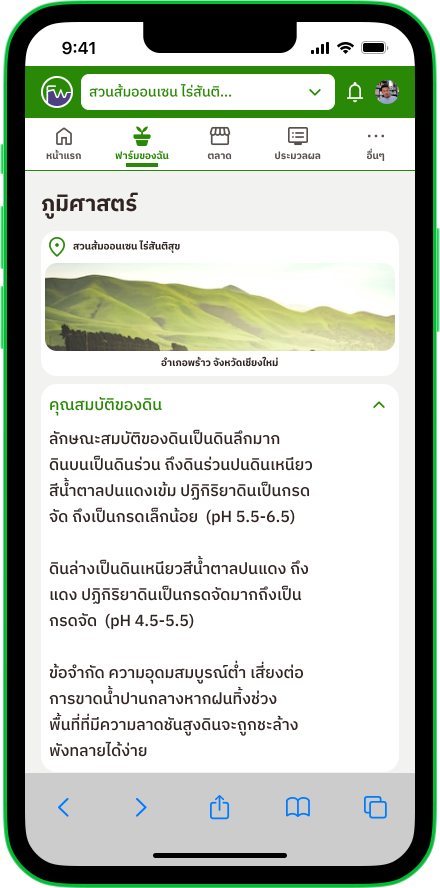 9:41
FW
สวนส้มออนเซน ไร่สันติ...
หน้าแรก
ฟาร์มของฉัน
ตลาด
ประมวลผล
อื่นๆ
ภูมิศาสตร์
สวนส้มออนเซน ไร่สันติสุข
อำเภอพร้าว จังหวัดเชียงใหม่
คุณสมบัติของดิน
ลักษณะสมบัติของดินเป็นดินลึกมาก
ดินบนเป็นดินร่วน ถึงดินร่วนปนดินเหนียว
สีน้ำตาลปนแดงเข้ม ปฏิกิริยาดินเป็นกรด
จัด ถึงเป็นกรดเล็กน้อย (pH 5.5-6.5)
ดินล่างเป็นดินเหนียวสีน้ำตาลปนแดง ถึง
แดง ปฏิกิริยาดินเป็นกรดจัดมากถึงเป็น
กรดจัด (pH 4.5-5.5)
ข้อจำกัด ความอุดมสมบูรณ์ต่ำ เสี่ยงต่อ
การขาดน้ำปานกลางหากฝนทิ้งช่วง
พื้นที่ที่มีความลาดชันสูงดินจะถูกชะล้าง
พังทลายได้ง่าย